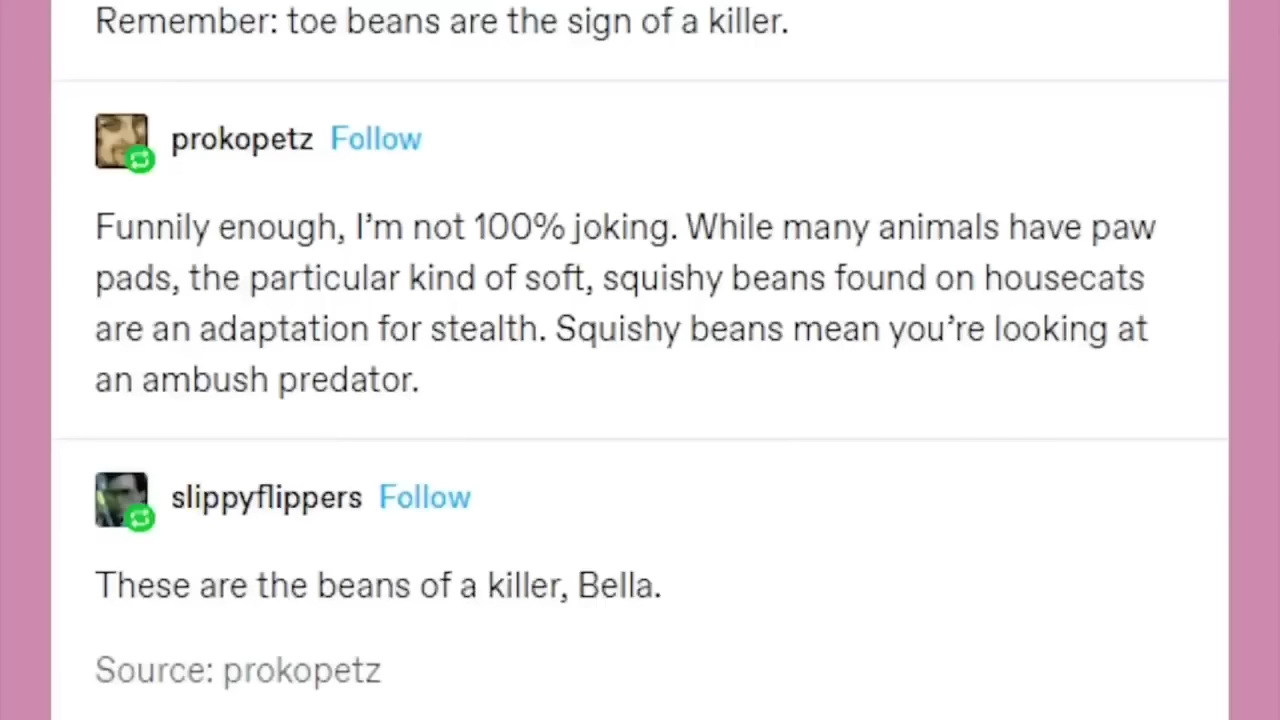 Remember: toe beans are the sign of a killer.
prokopetz Follow
Funnily enough, I’m not 100% joking. While many animals have paw
pads, the particular kind of soft, squishy beans found on housecats
are an adaptation for stealth. Squishy beans mean you’re looking at
an ambush predator.
slippyflippers Follow
These are the beans of a killer, Bella.
Source: prokopetz